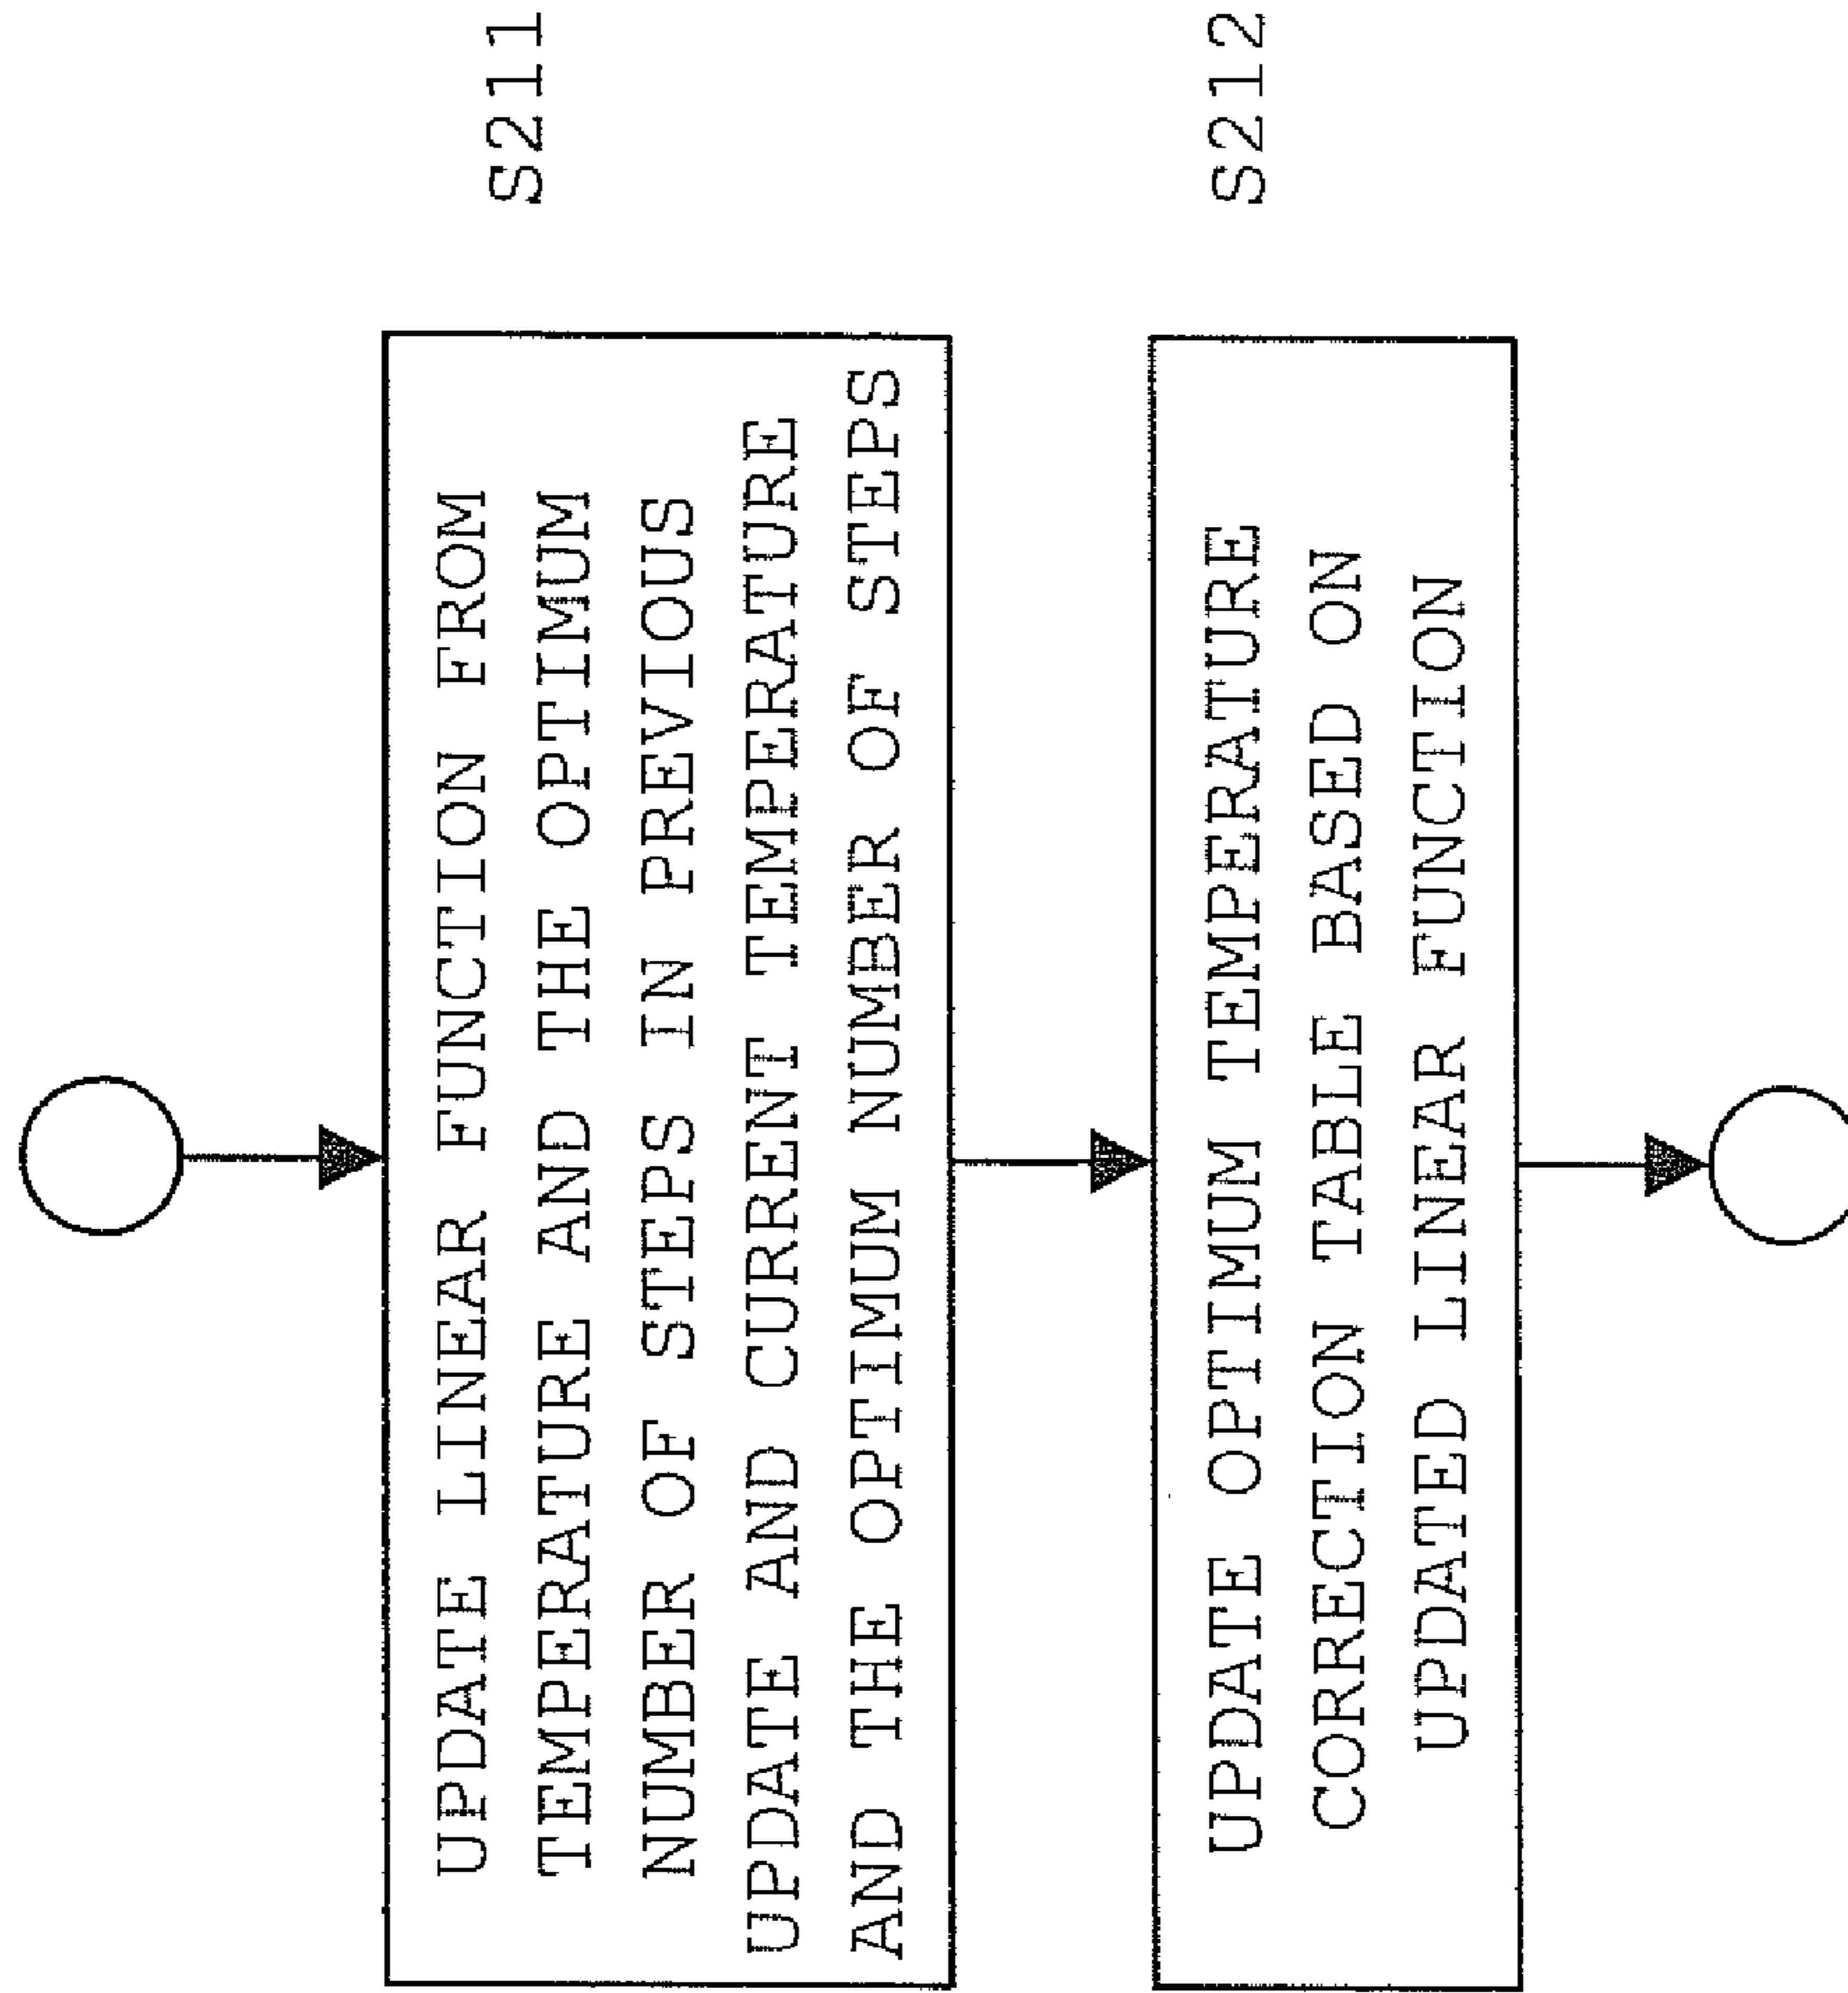 UPDATE LINEAR FUNCTION FROM
TEMPERATURE AND THE OPTIMUM
NUMBER OF STEPS IN PREVIOUS
UPDATE AND CURRENT TEMPERATURE
AND THE OPTIMUM NUMBER OF STEPS
S211
UPDATE OPTIMUM TEMPERATURE
CORRECTION TABLE BASED ON
UPDATED LINEAR FUNCTION
S212